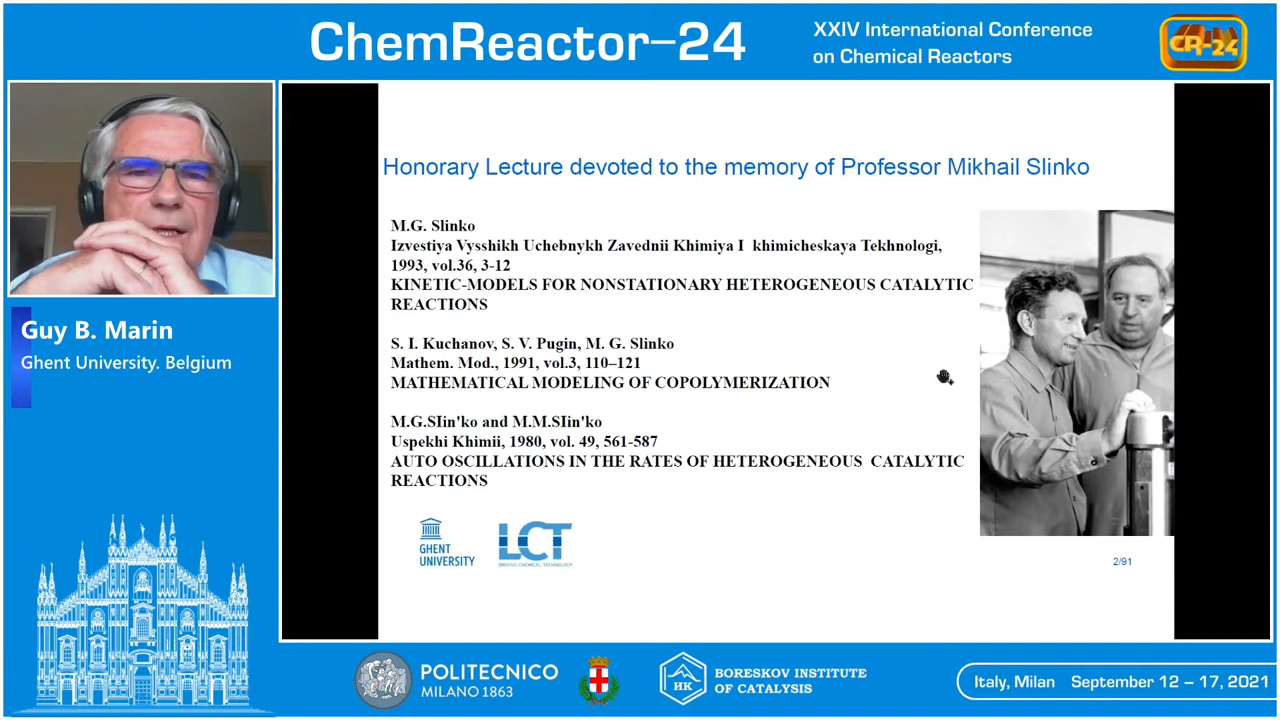 ChemReactor-24
XXIV International Conference
on Chemical Reactors
CR-24
Guy B. Marin
Ghent University. Belgium
Honorary Lecture devoted to the memory of Professor Mikhail Slinko
M.G. Slinko
Izvestiya Vysshikh Uchebnykh Zavednii Khimiya I khimicheskaya Tekhnologi,
1993, vol.36, 3-12
KINETIC-MODELS FOR NONSTATIONARY HETEROGENEOUS CATALYTIC
REACTIONS
S. I. Kuchanov, S. V. Pugin, M. G. Slinko
Mathem. Mod., 1991, vol.3, 110–121
MATHEMATICAL MODELING OF COPOLYMERIZATION
M.G.SIin'ko and M.M.SIin'ko
Uspekhi Khimii, 1980, vol. 49, 561-587
AUTO OSCILLATIONS IN THE RATES OF HETEROGENEOUS CATALYTIC
REACTIONS
GHENT
UNIVERSITY
LCT
DRIVING CHEMICAL TECHNOLOGY
2/91
POLITECNICO
MILANO 1863
HK
BORESKOV INSTITUTE
OF CATALYSIS
Italy, Milan September 12 – 17, 2021